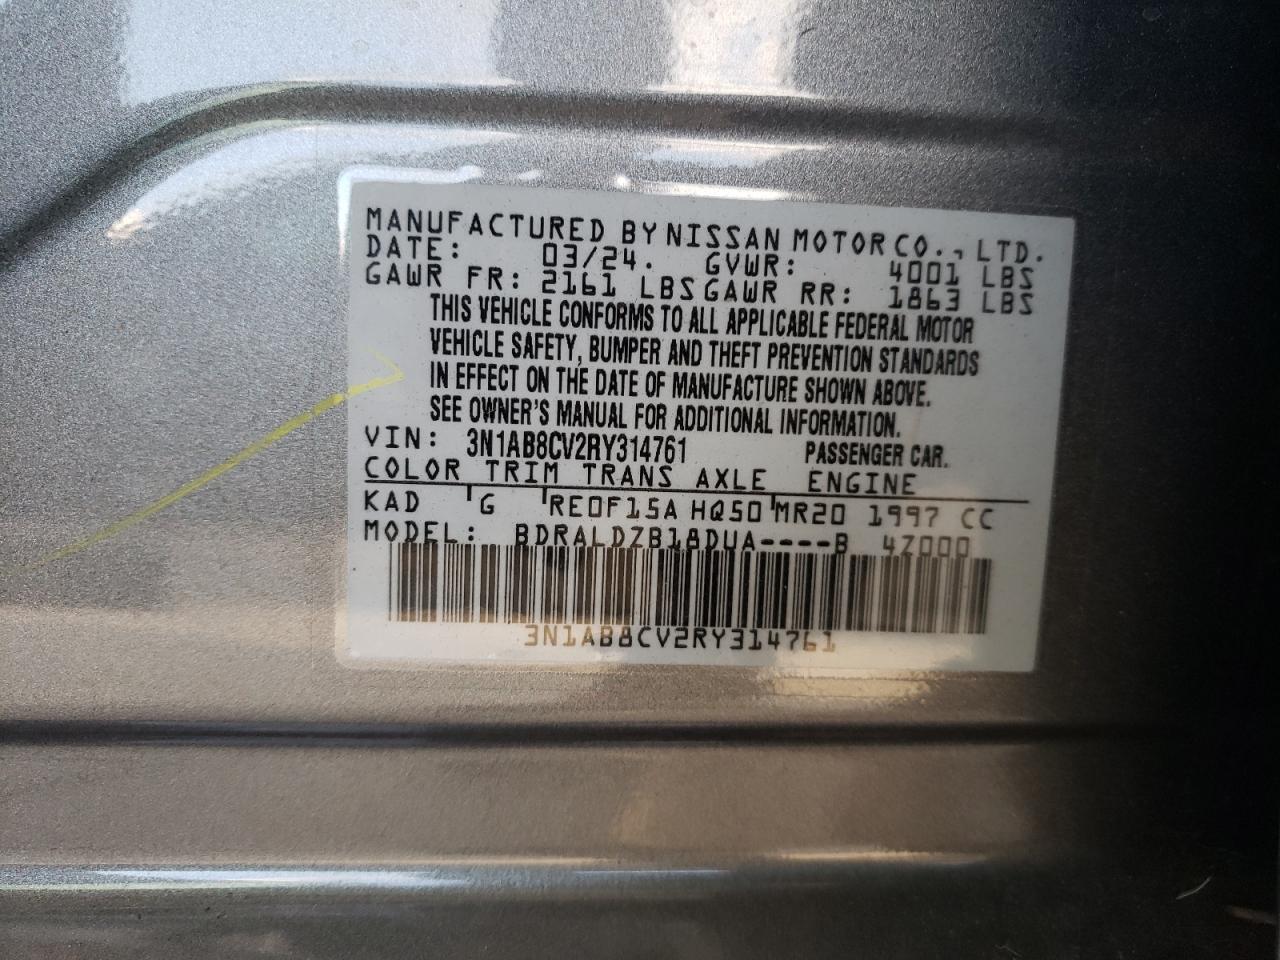 MANUFACTURED BY NISSAN MOTOR CO., LTD.
DATE: 03/24. GVWR: 4001 LBS
GAWR FR: 2161 LBS GAWR RR: 1863 LBS
THIS VEHICLE CONFORMS TO ALL APPLICABLE FEDERAL MOTOR
VEHICLE SAFETY, BUMPER AND THEFT PREVENTION STANDARDS
IN EFFECT ON THE DATE OF MANUFACTURE SHOWN ABOVE.
SEE OWNER'S MANUAL FOR ADDITIONAL INFORMATION.
VIN: 3N1AB8CV2RY314761 PASSENGER CAR.
COLOR TRIM TRANS AXLE ENGINE
KAD G RE0F15A HQ50 MR20 1997 CC
MODEL: BDRALDZB18DUA----B 4Z000
3N1AB8CV2RY314761